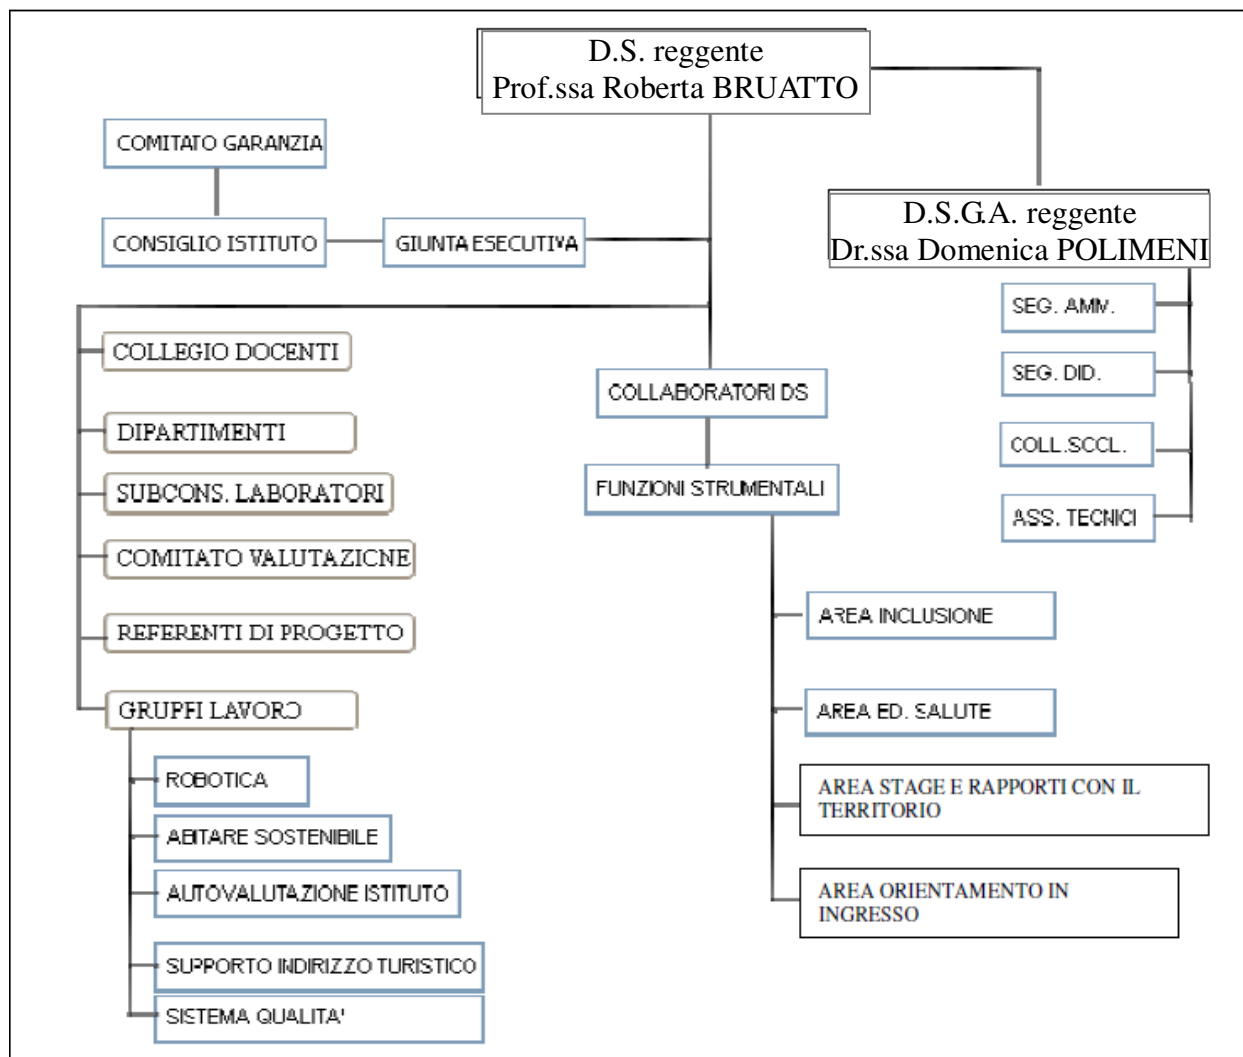 D.S. reggente
Prof.ssa Roberta BRUATTO
COMITATO GARANZIA
CONSIGLIO ISTITUTO
GIUNTA ESECUTIVA
D.S.G.A. reggente
Dr.ssa Domenica POLIMENI
SEG. AMM.
SEG. DID.
COLL.SCOL.
ASS. TECNICI
COLLEGIO DOCENTI
DIPARTIMENTI
SUBCONS. LABORATORI
COMITATO VALUTAZIONE
REFERENTI DI PROGETTO
GRUPPI LAVORO
ROBOTICA
ABITARE SOSTENIBILE
AUTOVALUTAZIONE ISTITUTO
SUPPORTO INDIRIZZO TURISTICO
SISTEMA QUALITA'
COLLABORATORI DS
FUNZIONI STRUMENTALI
AREA INCLUSIONE
AREA ED. SALUTE
AREA STAGE E RAPPORTI CON IL
TERRITORIO
AREA ORIENTAMENTO IN
INGRESSO